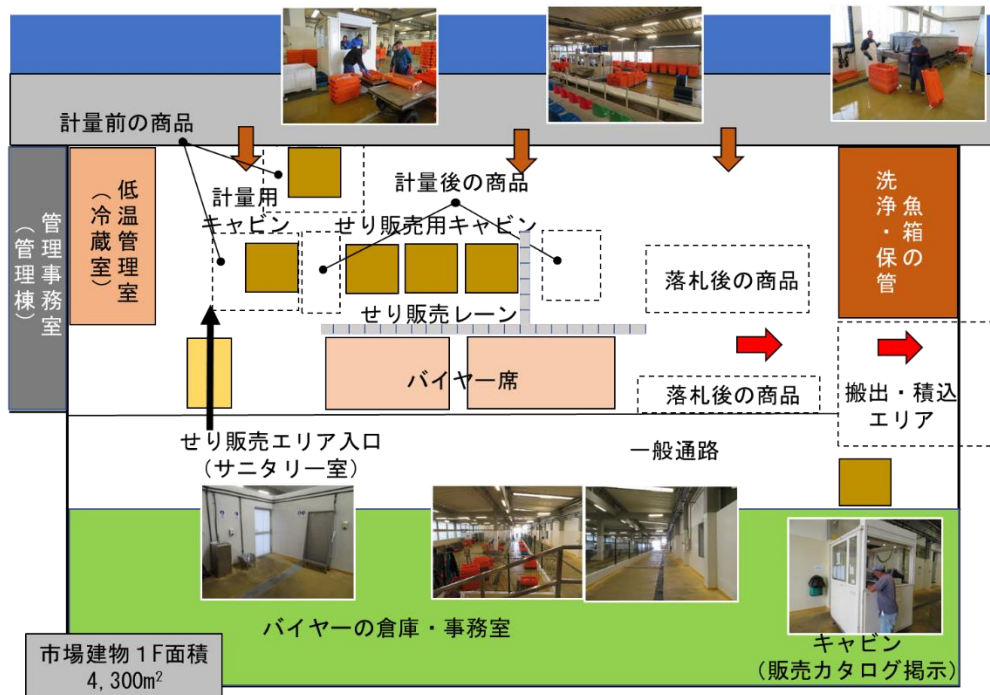 計量前の商品
計量用
キャビン
計量後の商品
せり販売用キャビン
低温管理室
（冷蔵室）
管理事務室
（管理棟）
魚箱の
洗浄・保管
落札後の商品
せり販売レーン
バイヤー席
落札後の商品
搬出・積込
エリア
せり販売エリア入口
（サニタリー室）
一般通路
バイヤーの倉庫・事務室
キャビン
（販売カタログ掲示）
市場建物１F面積
4,300m²